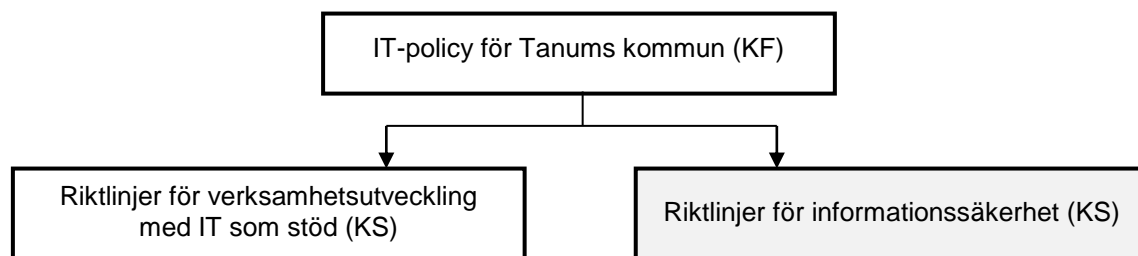 IT-policy för Tanums kommun (KF)
Riktlinjer för verksamhetsutveckling
med IT som stöd (KS)
Riktlinjer för informationssäkerhet (KS)